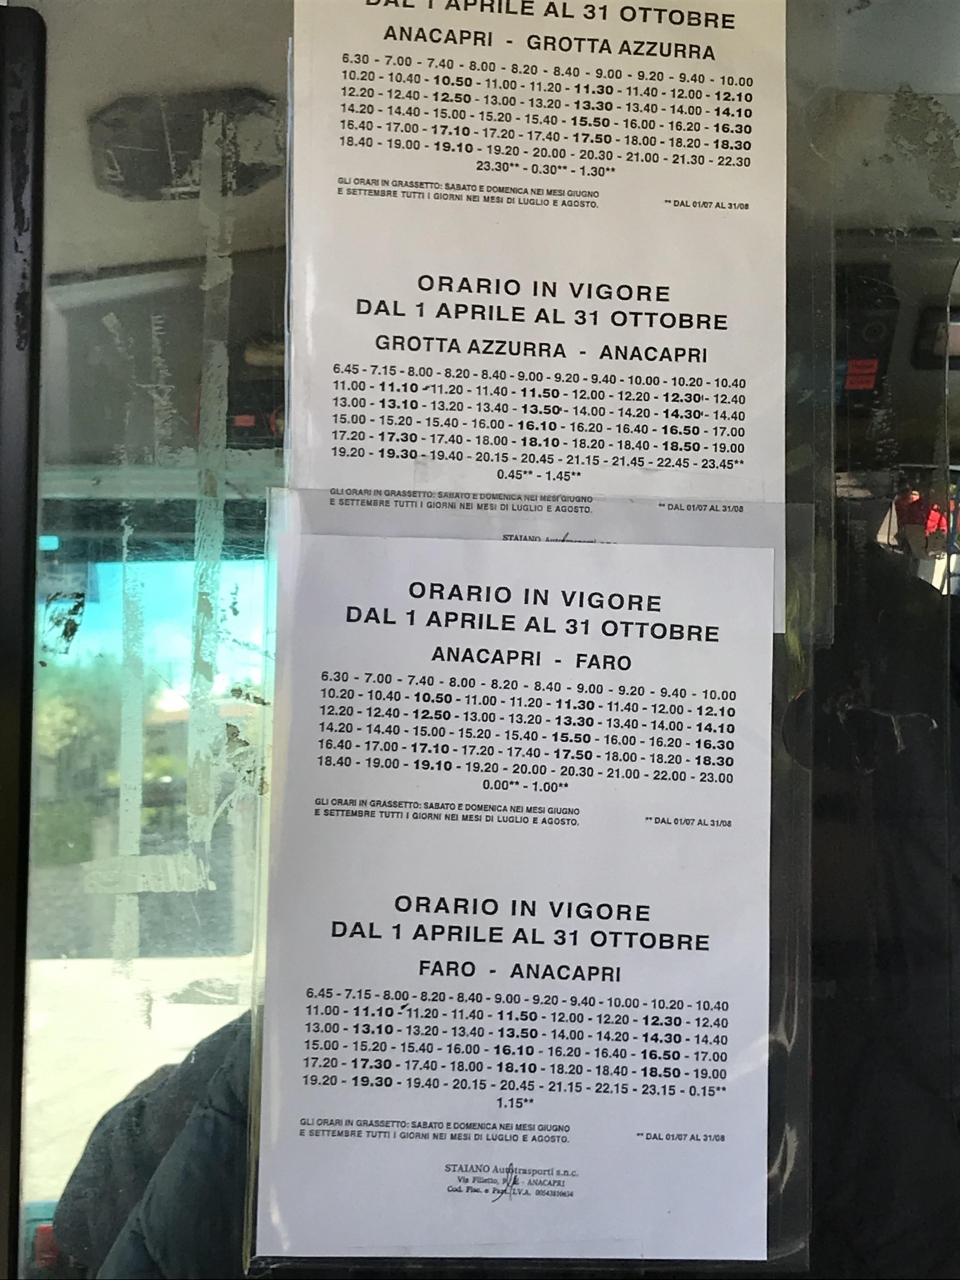 DAL 1 APRILE AL 31 OTTOBRE
ANACAPRI - GROTTA AZZURRA
6.30 - 7.00 - 7.40 - 8.00 - 8.20 - 8.40 - 9.00 - 9.20 - 9.40 - 10.00
10.20 - 10.40 - 10.50 - 11.00 - 11.20 - 11.30 - 11.40 - 12.00 - 12.10
12.20 - 12.40 - 12.50 - 13.00 - 13.20 - 13.30 - 13.40 - 14.00 - 14.10
14.20 - 14.40 - 15.00 - 15.20 - 15.40 - 15.50 - 16.00 - 16.20 - 16.30
16.40 - 17.00 - 17.10 - 17.20 - 17.40 - 17.50 - 18.00 - 18.20 - 18.30
18.40 - 19.00 - 19.10 - 19.20 - 20.00 - 20.30 - 21.00 - 21.30 - 22.30
23.30** - 0.30** - 1.30**
GLI ORARI IN GRASSETTO: SABATO E DOMENICA NEI MESI GIUGNO
E SETTEMBRE TUTTI I GIORNI NEI MESI DI LUGLIO E AGOSTO.
** DAL 01/07 AL 31/08
ORARIO IN VIGORE
DAL 1 APRILE AL 31 OTTOBRE
GROTTA AZZURRA - ANACAPRI
6.45 - 7.15 - 8.00 - 8.20 - 8.40 - 9.00 - 9.20 - 9.40 - 10.00 - 10.20 - 10.40
11.00 - 11.10 - 11.20 - 11.40 - 11.50 - 12.00 - 12.20 - 12.30 - 12.40
13.00 - 13.10 - 13.20 - 13.40 - 13.50 - 14.00 - 14.20 - 14.30 - 14.40
15.00 - 15.20 - 15.40 - 16.00 - 16.10 - 16.20 - 16.40 - 16.50 - 17.00
17.20 - 17.30 - 17.40 - 18.00 - 18.10 - 18.20 - 18.40 - 18.50 - 19.00
19.20 - 19.30 - 19.40 - 20.15 - 20.45 - 21.15 - 21.45 - 22.45 - 23.45**
0.45** - 1.45**
GLI ORARI IN GRASSETTO: SABATO E DOMENICA NEI MESI GIUGNO
E SETTEMBRE TUTTI I GIORNI NEI MESI DI LUGLIO E AGOSTO.
** DAL 01/07 AL 31/08
STAIANO
ORARIO IN VIGORE
DAL 1 APRILE AL 31 OTTOBRE
ANACAPRI - FARO
6.30 - 7.00 - 7.40 - 8.00 - 8.20 - 8.40 - 9.00 - 9.20 - 9.40 - 10.00
10.20 - 10.40 - 10.50 - 11.00 - 11.20 - 11.30 - 11.40 - 12.00 - 12.10
12.20 - 12.40 - 12.50 - 13.00 - 13.20 - 13.30 - 13.40 - 14.00 - 14.10
14.20 - 14.40 - 15.00 - 15.20 - 15.40 - 15.50 - 16.00 - 16.20 - 16.30
16.40 - 17.00 - 17.10 - 17.20 - 17.40 - 17.50 - 18.00 - 18.20 - 18.30
18.40 - 19.00 - 19.10 - 19.20 - 20.00 - 20.30 - 21.00 - 22.00 - 23.00
0.00** - 1.00**
GLI ORARI IN GRASSETTO: SABATO E DOMENICA NEI MESI GIUGNO
E SETTEMBRE TUTTI I GIORNI NEI MESI DI LUGLIO E AGOSTO.
** DAL 01/07 AL 31/08
ORARIO IN VIGORE
DAL 1 APRILE AL 31 OTTOBRE
FARO - ANACAPRI
6.45 - 7.15 - 8.00 - 8.20 - 8.40 - 9.00 - 9.20 - 9.40 - 10.00 - 10.20 - 10.40
11.00 - 11.10 - 11.20 - 11.40 - 11.50 - 12.00 - 12.20 - 12.30 - 12.40
13.00 - 13.10 - 13.20 - 13.40 - 13.50 - 14.00 - 14.20 - 14.30 - 14.40
15.00 - 15.20 - 15.40 - 16.00 - 16.10 - 16.20 - 16.40 - 16.50 - 17.00
17.20 - 17.30 - 17.40 - 18.00 - 18.10 - 18.20 - 18.40 - 18.50 - 19.00
19.20 - 19.30 - 19.40 - 20.15 - 20.45 - 21.15 - 22.15 - 23.15 - 0.15**
1.15**
GLI ORARI IN GRASSETTO: SABATO E DOMENICA NEI MESI GIUGNO
E SETTEMBRE TUTTI I GIORNI NEI MESI DI LUGLIO E AGOSTO.
** DAL 01/07 AL 31/08
STAIANO Autotrasporti s.n.c.
Via Filietto, - ANACAPRI
Cod. Fisc. e Part. I.V.A.